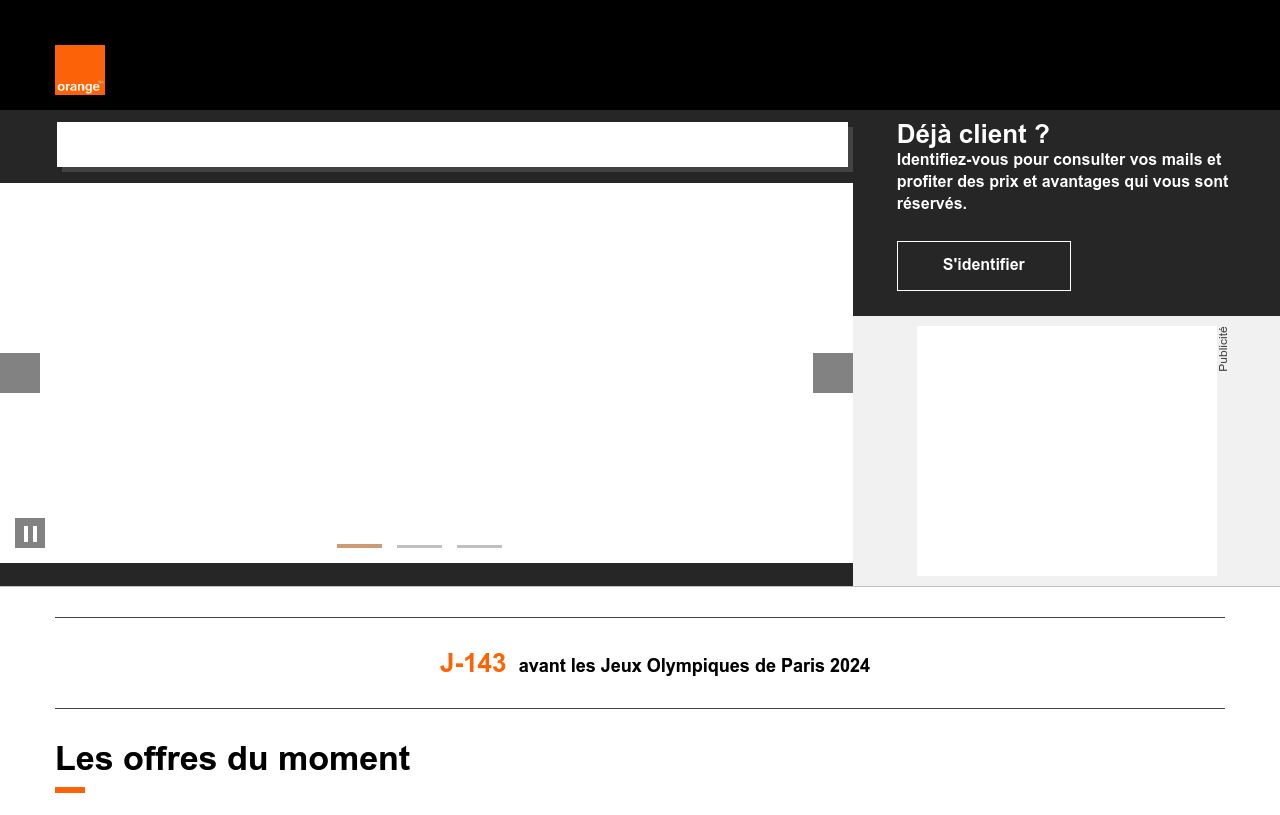 orange
Déjà client ?
Identifiez-vous pour consulter vos mails et
profiter des prix et avantages qui vous sont
réservés.
S'identifier
Publicité
J-143 avant les Jeux Olympiques de Paris 2024
Les offres du moment